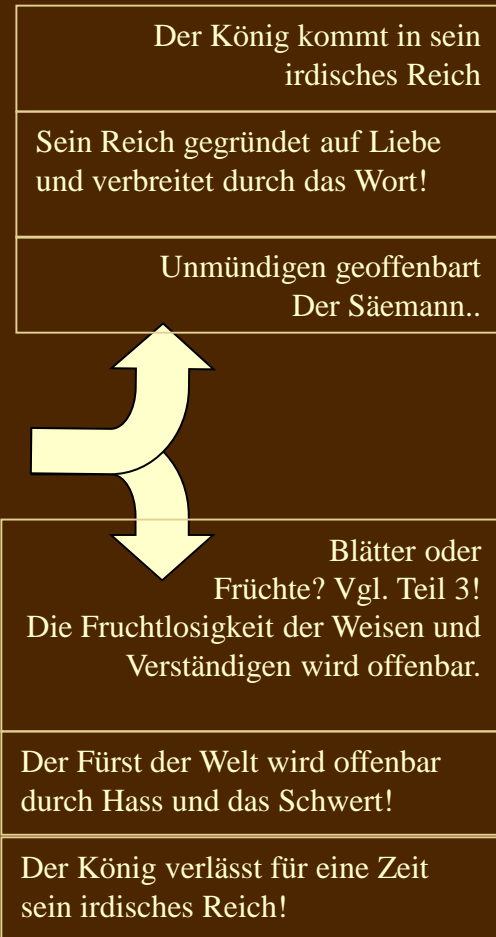 Der König kommt in sein
irdisches Reich
Sein Reich gegründet auf Liebe
und verbreitet durch das Wort!
Unmündigen geoffenbart
Der Säemann..
Blätter oder
Früchte? Vgl. Teil 3!
Die Fruchtlosigkeit der Weisen und
Verständigen wird offenbar.
Der Fürst der Welt wird offenbar
durch Hass und das Schwert!
Der König verlässt für eine Zeit
sein irdisches Reich!